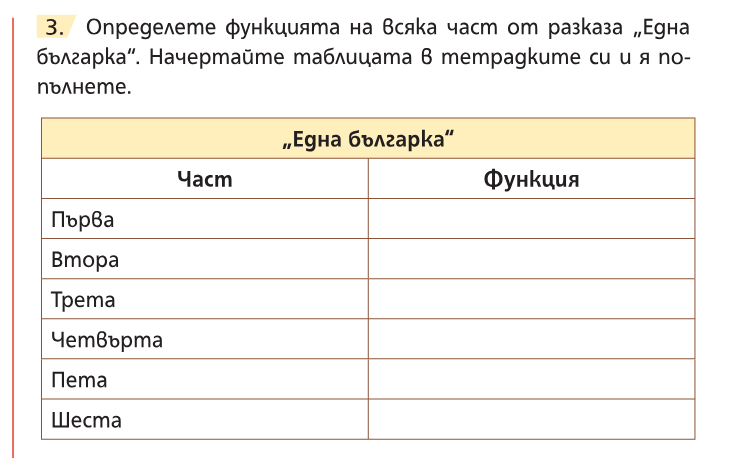 3. Определете функцията на всяка част от разказа „Една
българка“. Начертайте таблицата в тетрадките си и я по-
пълнете.
„Една българка“
Част Функция
Първа
Втора
Трета
Четвърта
Пета
Шеста